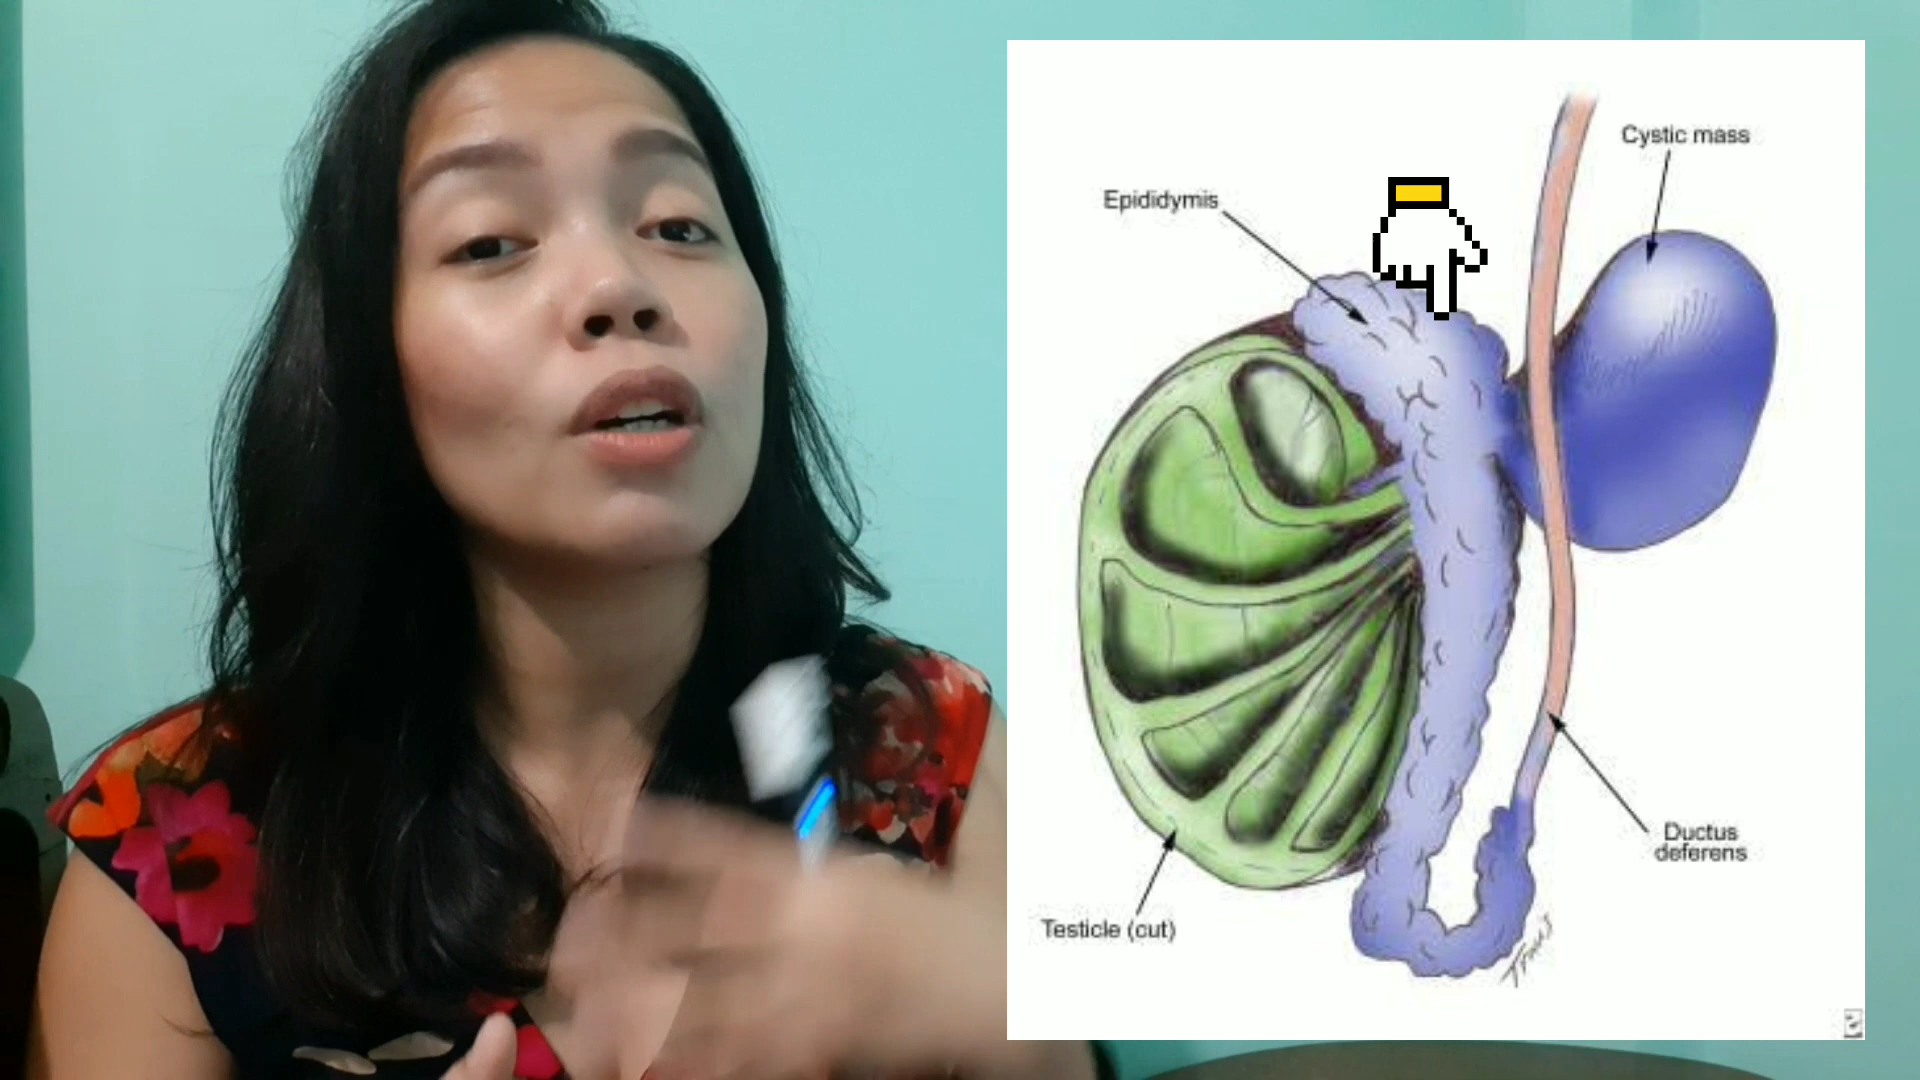 Cystic mass
Epididymis
Ductus
deferens
Testicle (cut)